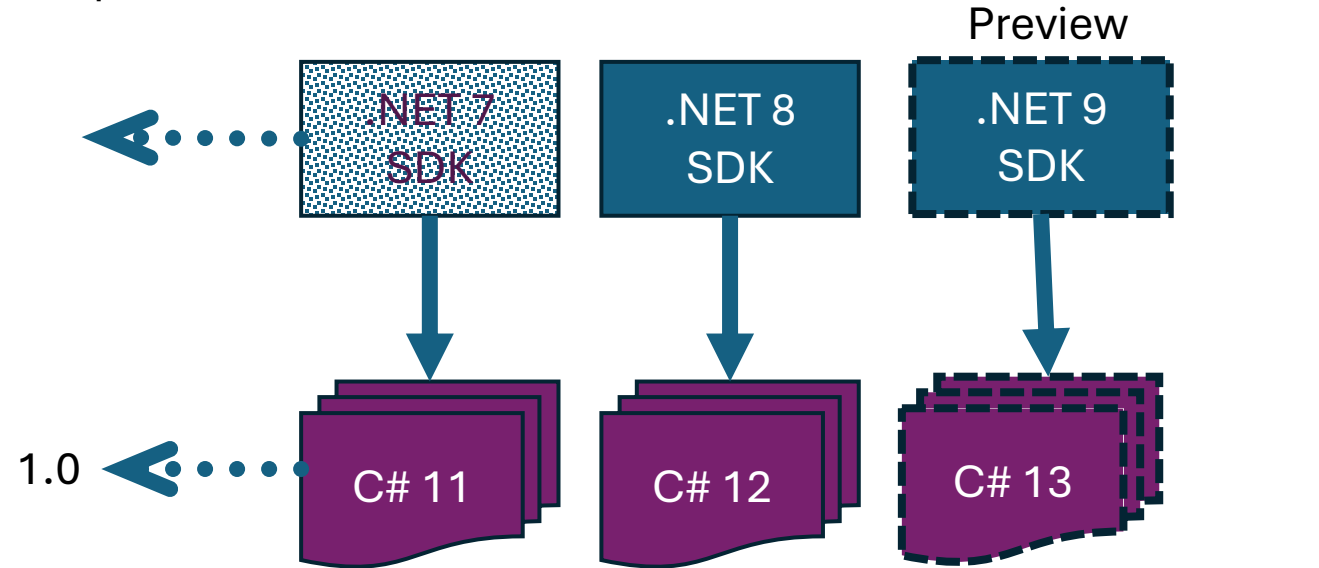 Preview
.NET 7
SDK
.NET 8
SDK
.NET 9
SDK
1.0
C# 11
C# 12
C# 13